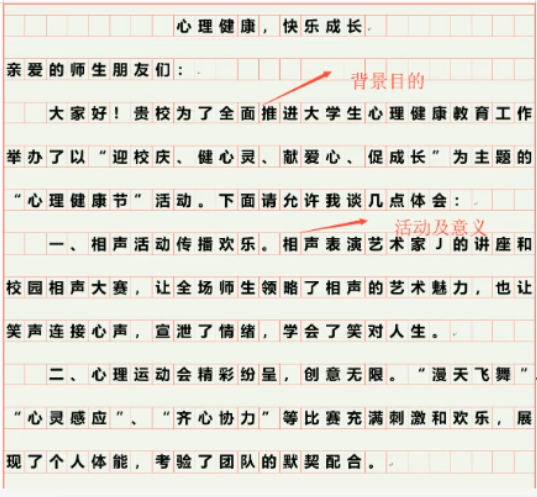 心理健康，快乐成长
亲爱的师生朋友们：
背景目的
大家好！贵校为了全面推进大学生心理健康教育工作
举办了以“迎校庆、健心灵、献爱心、促成长”为主题的
“心理健康节”活动。下面请允许我谈几点体会：
活动及意义
一、相声活动传播欢乐。相声表演艺术家J的讲座和
校园相声大赛，让全场师生领略了相声的艺术魅力，也让
笑声连接心声，宣泄了情绪，学会了笑对人生。
二、心理运动会精彩纷呈，创意无限。“漫天飞舞”、
“心灵感应”、“齐心协力”等比赛充满刺激和欢乐，展
现了个人体能，考验了团队的默契配合。